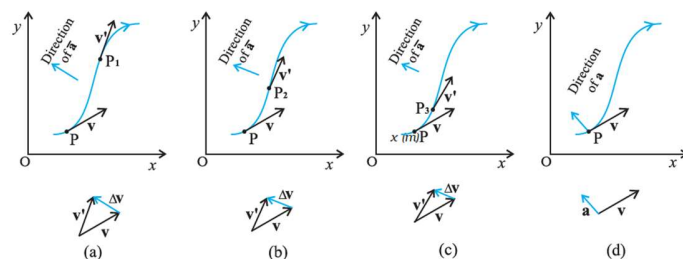 y
v'
P₁
Direction of a̅
P
v
O
x
Δv
v'
v
(a)
y
v'
P₂
Direction of a̅
P
v
O
x
Δv
v'
v
(b)
y
Direction of a̅
P₃
v'
x (m)
P
v
O
x
Δv
v'
v
(c)
y
Direction of a
P
v
O
x
a
v
(d)